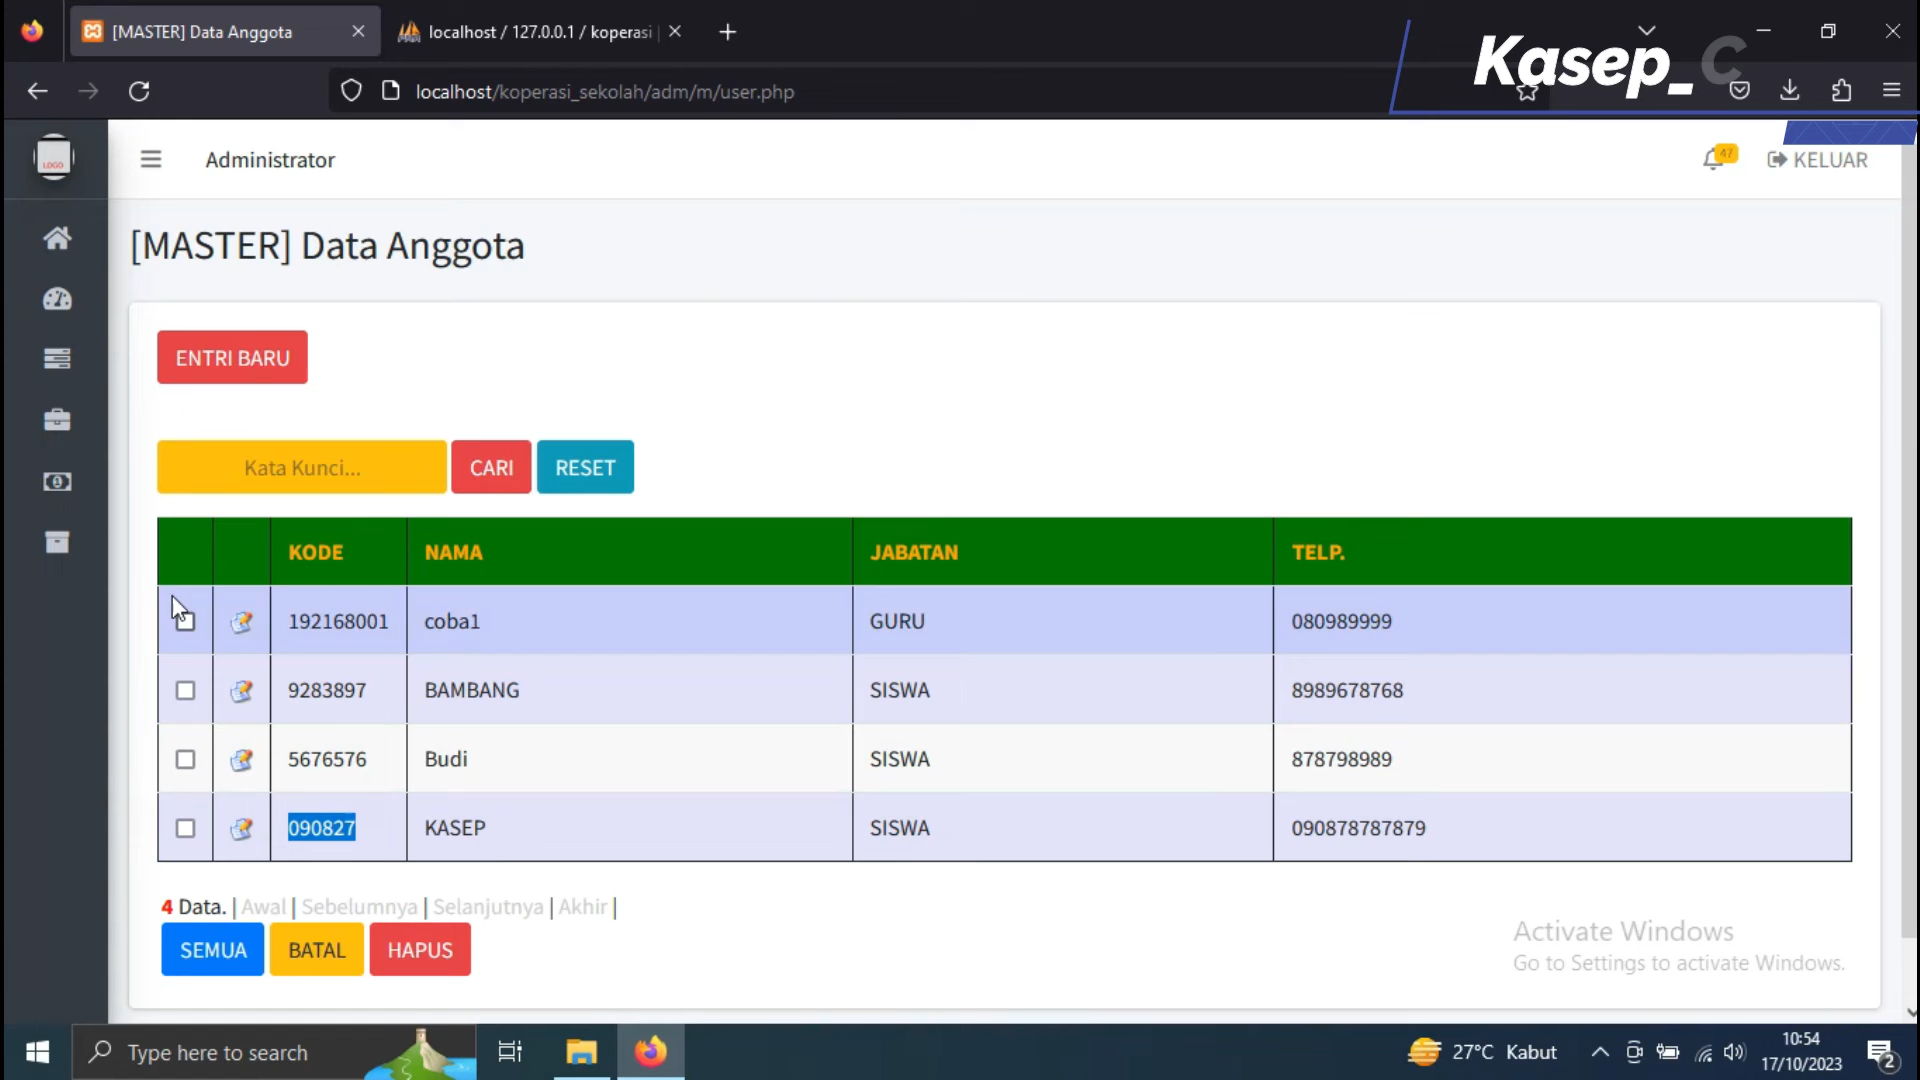 [MASTER] Data Anggota
localhost / 127.0.0.1 / koperasi
Kasep_C
localhost/koperasi_sekolah/adm/m/user.php
LOGO
Administrator
47
KELUAR
[MASTER] Data Anggota
ENTRI BARU
Kata Kunci...
CARI
RESET
KODE NAMA JABATAN TELP.
192168001 coba1 GURU 080989999
9283897 BAMBANG SISWA 8989678768
5676576 Budi SISWA 878798989
090827 KASEP SISWA 090878787879
4 Data. | Awal | Sebelumnya | Selanjutnya | Akhir |
SEMUA
BATAL
HAPUS
Activate Windows
Go to Settings to activate Windows.
Type here to search
27°C Kabut
10:54
17/10/2023
2